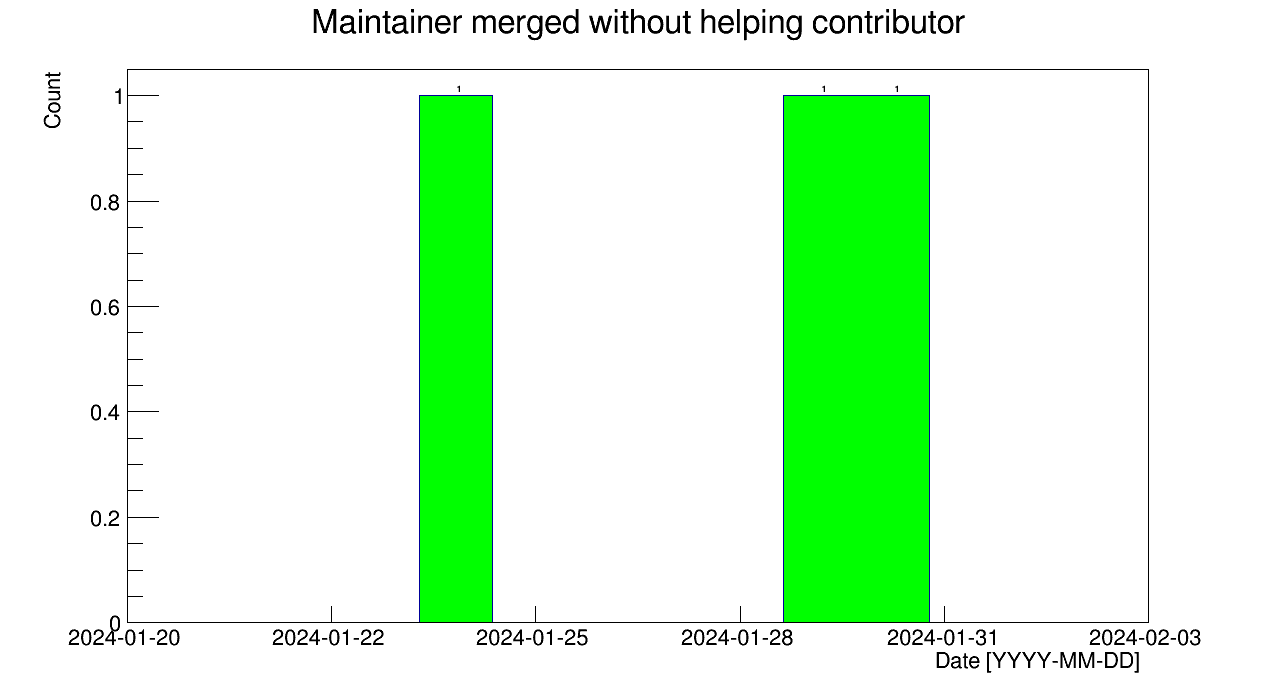 Maintainer merged without helping contributor
Count
1 1 1
1
0.8
0.6
0.4
0.2
0
2024-01-20 2024-01-22 2024-01-25 2024-01-28 2024-01-31 2024-02-03
Date [YYYY-MM-DD]